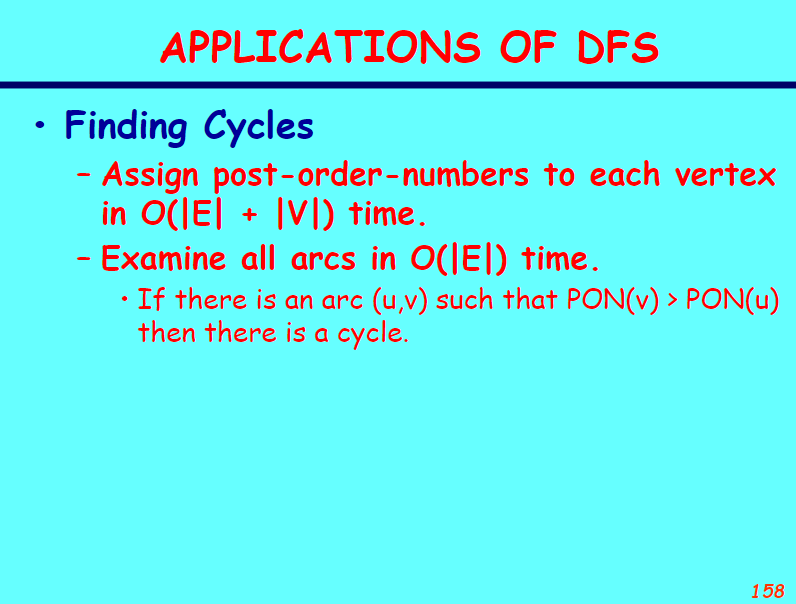 APPLICATIONS OF DFS
• Finding Cycles
– Assign post-order-numbers to each vertex
in O(|E| + |V|) time.
– Examine all arcs in O(|E|) time.
• If there is an arc (u,v) such that PON(v) > PON(u)
then there is a cycle.
158